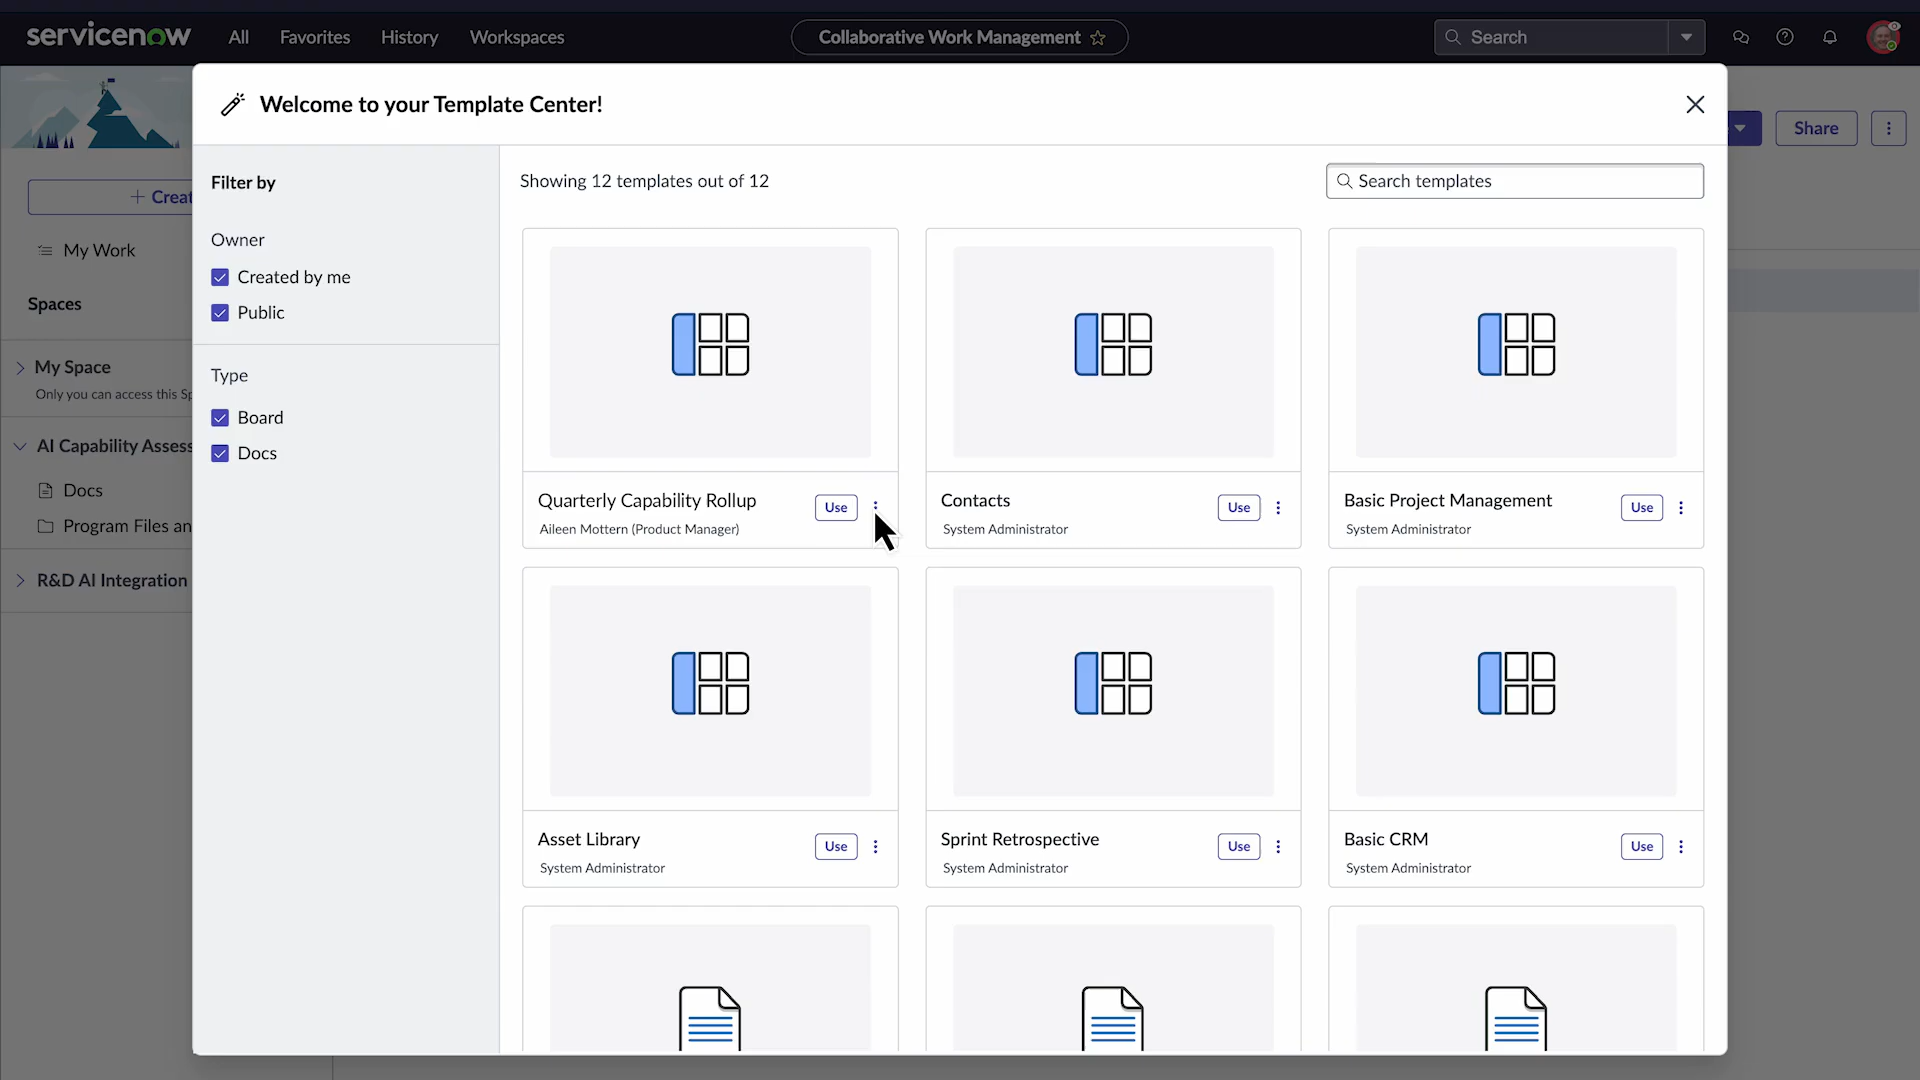 servicenow All Favorites History Workspaces Collaborative Work Management Search
Welcome to your Template Center!
Share
Filter by
Showing 12 templates out of 12
Search templates
+ Creat
Owner
My Work
Created by me
Spaces
Public
My Space
Only you can access this Sp
Type
AI Capability Assess
Board
Docs
Docs
Program Files an
R&D AI Integration
Quarterly Capability Rollup
Aileen Mottern (Product Manager)
Use
Contacts
System Administrator
Use
Basic Project Management
System Administrator
Use
Asset Library
System Administrator
Use
Sprint Retrospective
System Administrator
Use
Basic CRM
System Administrator
Use